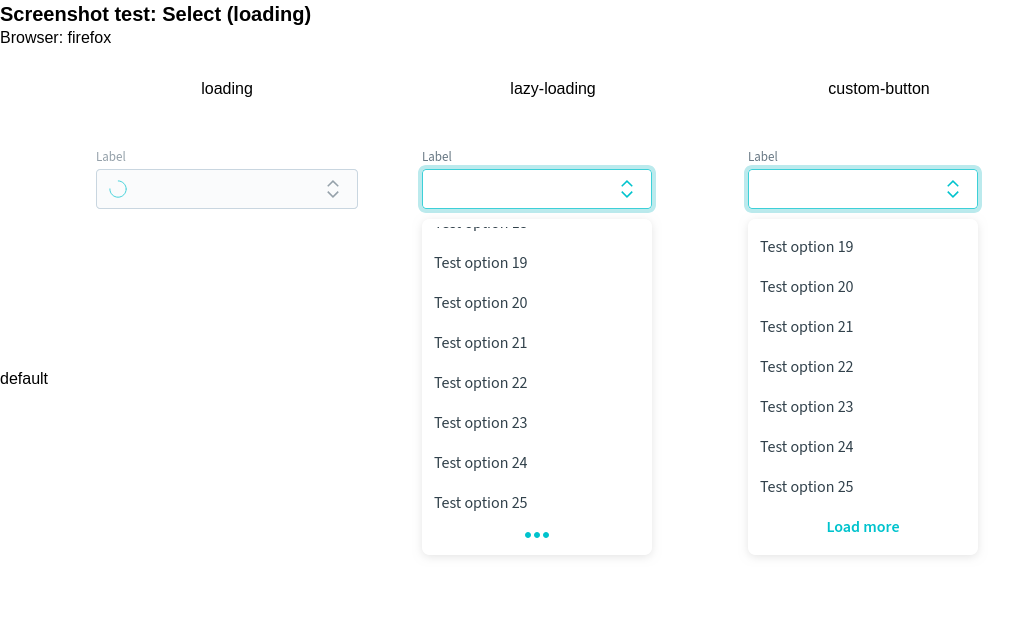 Screenshot test: Select (loading)
Browser: firefox
loading
lazy-loading
custom-button
default
Label
Label
Test option 19
Test option 20
Test option 21
Test option 22
Test option 23
Test option 24
Test option 25
Label
Test option 19
Test option 20
Test option 21
Test option 22
Test option 23
Test option 24
Test option 25
Load more